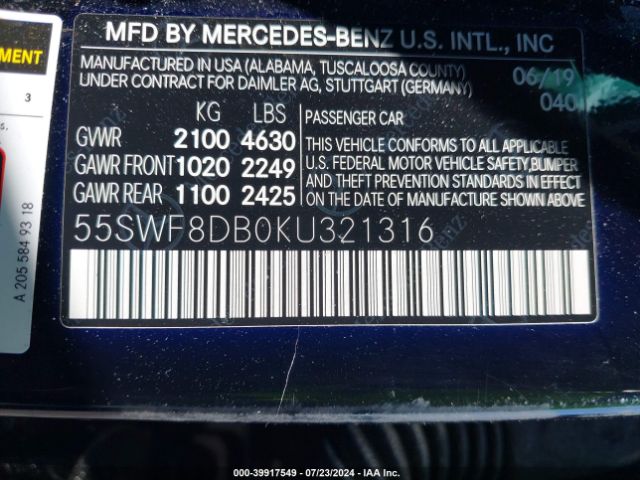 MFD BY MERCEDES-BENZ U.S. INTL., INC
MANUFACTURED IN USA (ALABAMA, TUSCALOOSA COUNTY)
UNDER CONTRACT FOR DAIMLER AG, STUTTGART (GERMANY)
06/19
040
KG LBS
GVWR 2100 4630
GAWR FRONT 1020 2249
GAWR REAR 1100 2425
PASSENGER CAR
THIS VEHICLE CONFORMS TO ALL APPLICABLE
U.S. FEDERAL MOTOR VEHICLE SAFETY,BUMPER
AND THEFT PREVENTION STANDARDS IN EFFECT
ON THE DATE OF MANUFACTURE SHOWN ABOVE.
55SWF8DB0KU321316
MENT
3
A 205 584 93 18
000-39917549 - 07/23/2024 - IAA Inc.